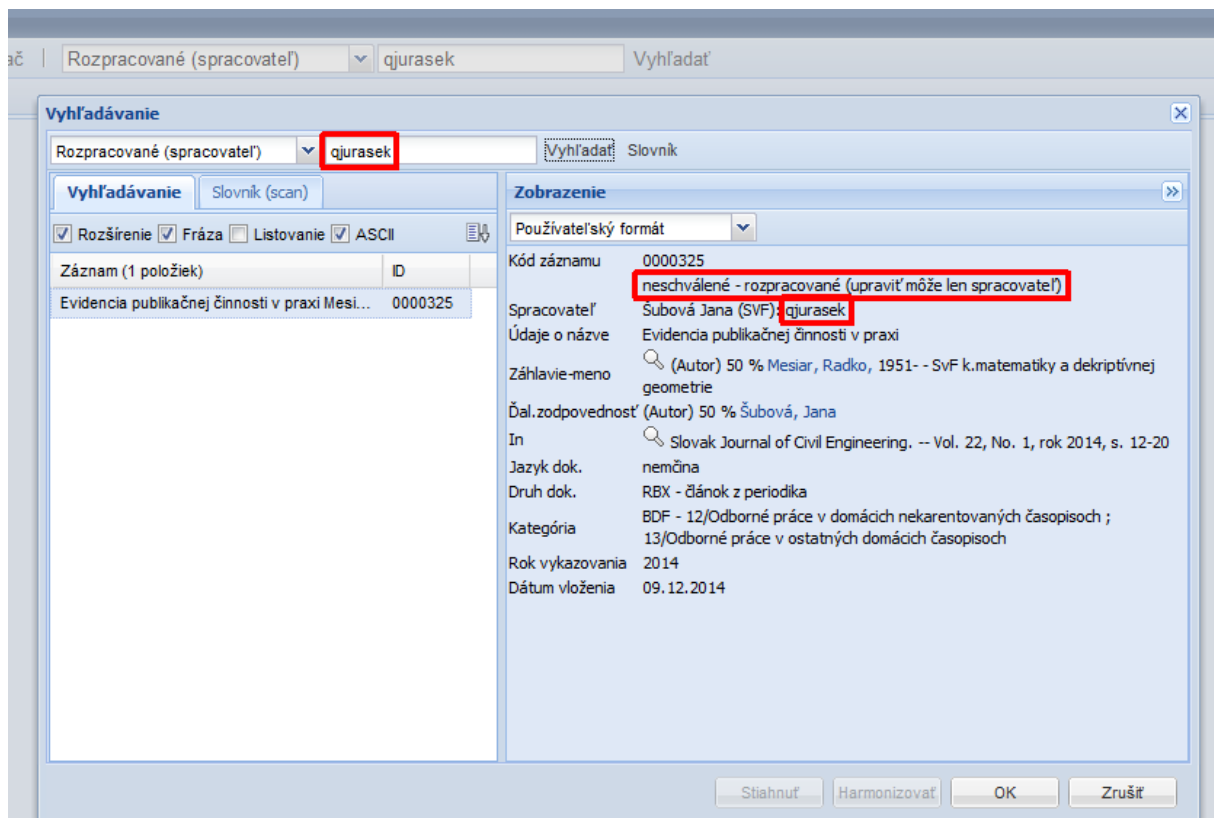 ač | Rozpracované (spracovateľ) qjurasek Vyhľadať
Vyhľadávanie
Rozpracované (spracovateľ) qjurasek Vyhľadať Slovník
Vyhľadávanie Slovník (scan)
Rozšírenie Fráza Listovanie ASCII
Záznam (1 položiek) ID
Evidencia publikačnej činnosti v praxi Mesi... 0000325
Zobrazenie
Používateľský formát
Kód záznamu 0000325
neschválené - rozpracované (upraviť môže len spracovateľ)
Spracovateľ Šubová Jana (SVF): qjurasek
Údaje o názve Evidencia publikačnej činnosti v praxi
Záhlavie-meno (Autor) 50 % Mesiar, Radko, 1951- - SvF k.matematiky a dekriptívnej
geometrie
Ďal.zodpovednosť (Autor) 50 % Šubová, Jana
In Slovak Journal of Civil Engineering. -- Vol. 22, No. 1, rok 2014, s. 12-20
Jazyk dok. nemčina
Druh dok. RBX - článok z periodika
Kategória BDF - 12/Odborné práce v domácich nekarentovaných časopisoch ;
13/Odborné práce v ostatných domácich časopisoch
Rok vykazovania 2014
Dátum vloženia 09.12.2014
Stiahnuť Harmonizovať OK Zrušiť